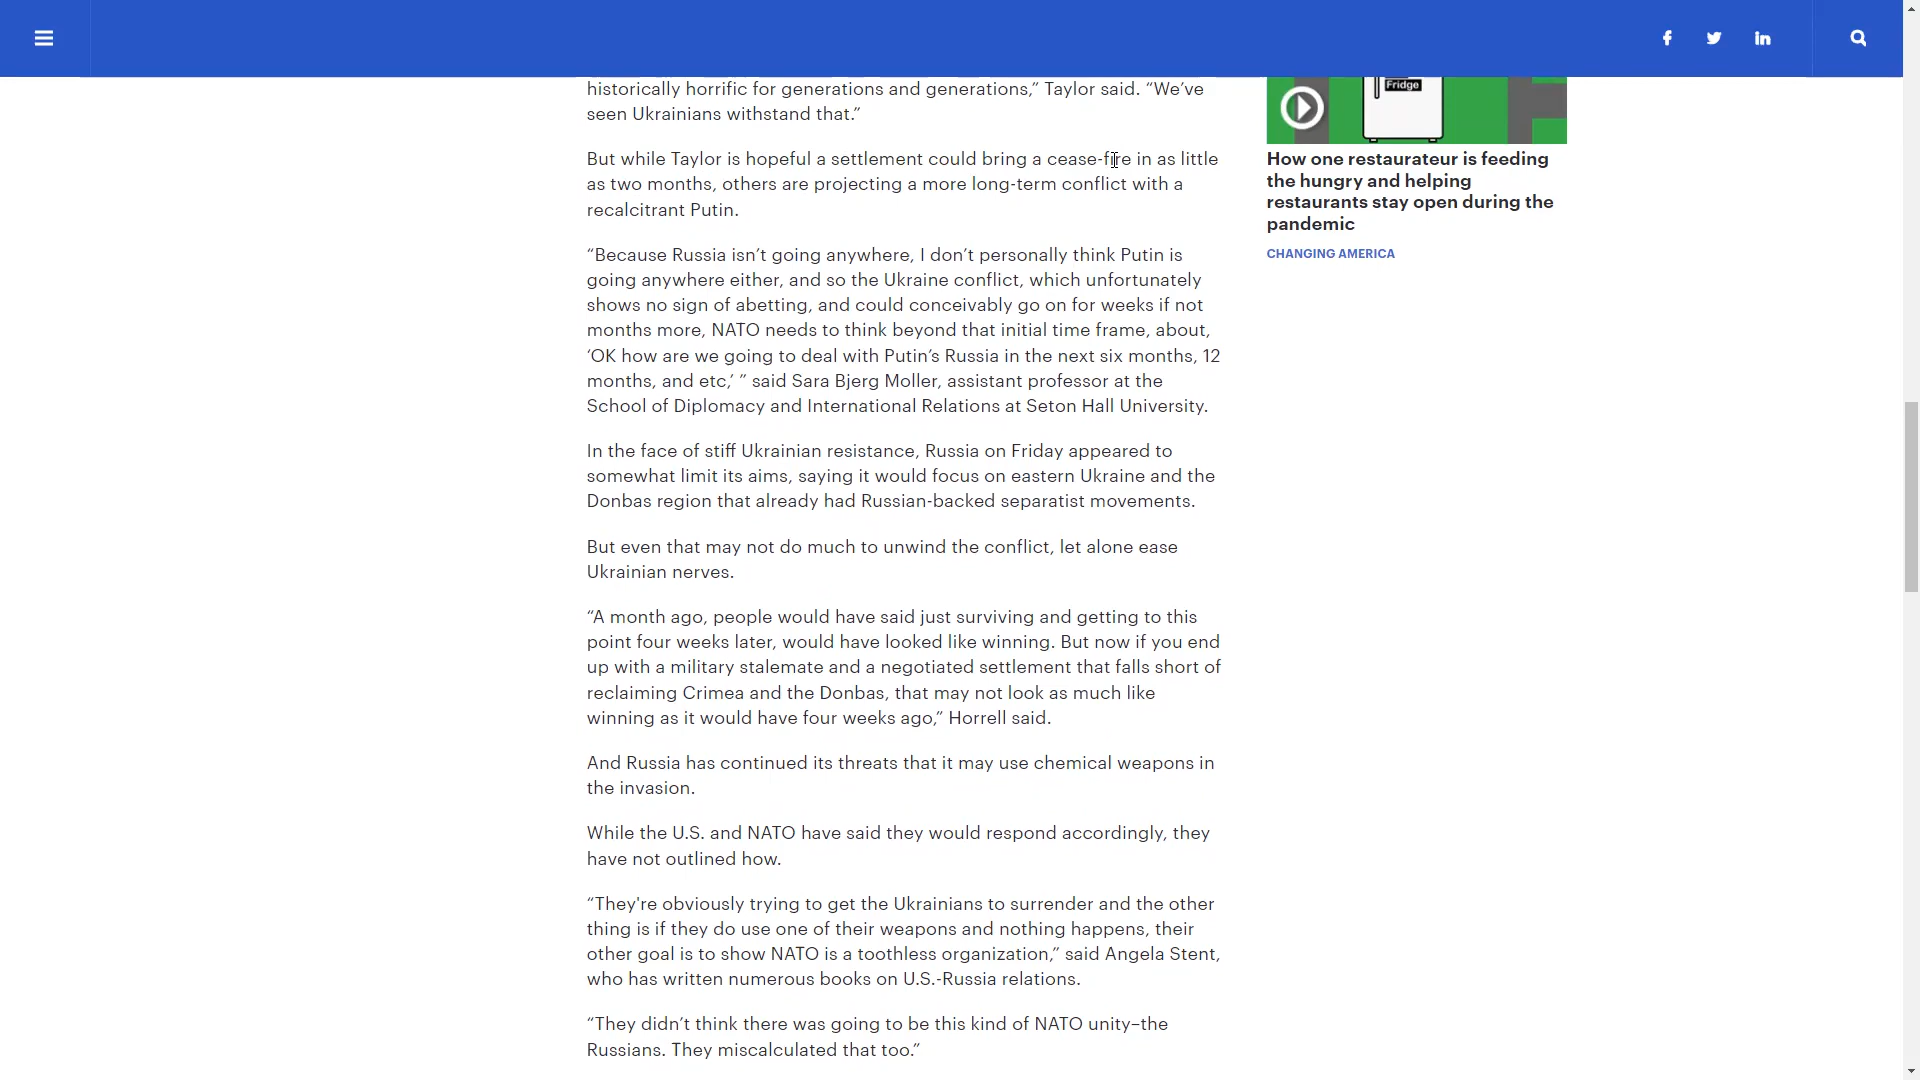 historically horrific for generations and generations,” Taylor said. “We’ve
seen Ukrainians withstand that.”
But while Taylor is hopeful a settlement could bring a cease-fire in as little
as two months, others are projecting a more long-term conflict with a
recalcitrant Putin.
“Because Russia isn’t going anywhere, I don’t personally think Putin is
going anywhere either, and so the Ukraine conflict, which unfortunately
shows no sign of abetting, and could conceivably go on for weeks if not
months more, NATO needs to think beyond that initial time frame, about,
‘OK how are we going to deal with Putin’s Russia in the next six months, 12
months, and etc,’ ” said Sara Bjerg Moller, assistant professor at the
School of Diplomacy and International Relations at Seton Hall University.
In the face of stiff Ukrainian resistance, Russia on Friday appeared to
somewhat limit its aims, saying it would focus on eastern Ukraine and the
Donbas region that already had Russian-backed separatist movements.
But even that may not do much to unwind the conflict, let alone ease
Ukrainian nerves.
“A month ago, people would have said just surviving and getting to this
point four weeks later, would have looked like winning. But now if you end
up with a military stalemate and a negotiated settlement that falls short of
reclaiming Crimea and the Donbas, that may not look as much like
winning as it would have four weeks ago,” Horrell said.
And Russia has continued its threats that it may use chemical weapons in
the invasion.
While the U.S. and NATO have said they would respond accordingly, they
have not outlined how.
“They're obviously trying to get the Ukrainians to surrender and the other
thing is if they do use one of their weapons and nothing happens, their
other goal is to show NATO is a toothless organization,” said Angela Stent,
who has written numerous books on U.S.-Russia relations.
“They didn’t think there was going to be this kind of NATO unity–the
Russians. They miscalculated that too.”
Fridge
How one restaurateur is feeding
the hungry and helping
restaurants stay open during the
pandemic
CHANGING AMERICA